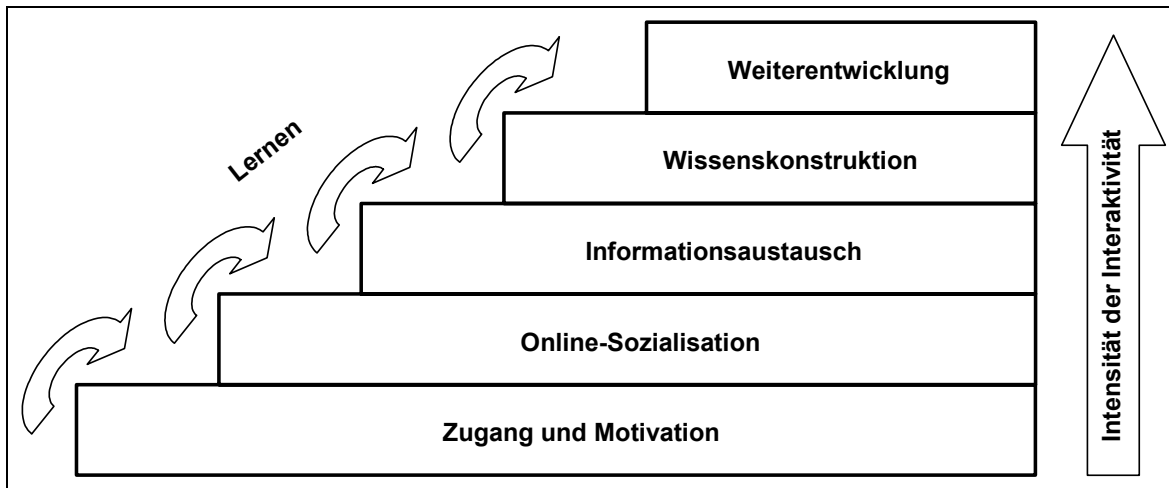 Weiterentwicklung
Lernen
Wissenskonstruktion
Informationsaustausch
Online-Sozialisation
Zugang und Motivation
Intensität der Interaktivität